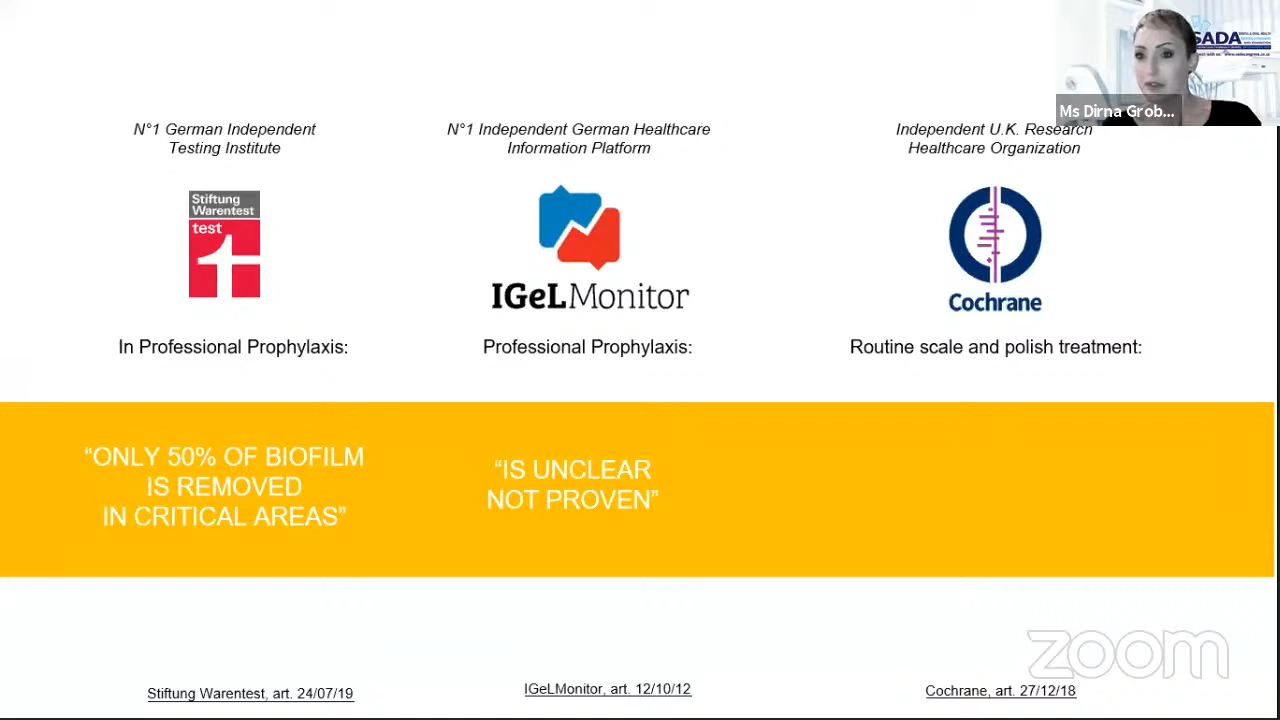 SADA
Ms Dirna Grob...
N°1 German Independent
Testing Institute
N°1 Independent German Healthcare
Information Platform
Independent U.K. Research
Healthcare Organization
Stiftung
Warentest
test
IGeLMonitor
Cochrane
In Professional Prophylaxis:
Professional Prophylaxis:
Routine scale and polish treatment:
“ONLY 50% OF BIOFILM
IS REMOVED
IN CRITICAL AREAS”
“IS UNCLEAR
NOT PROVEN”
zoom
Stiftung Warentest, art. 24/07/19
IGeLMonitor, art. 12/10/12
Cochrane, art. 27/12/18